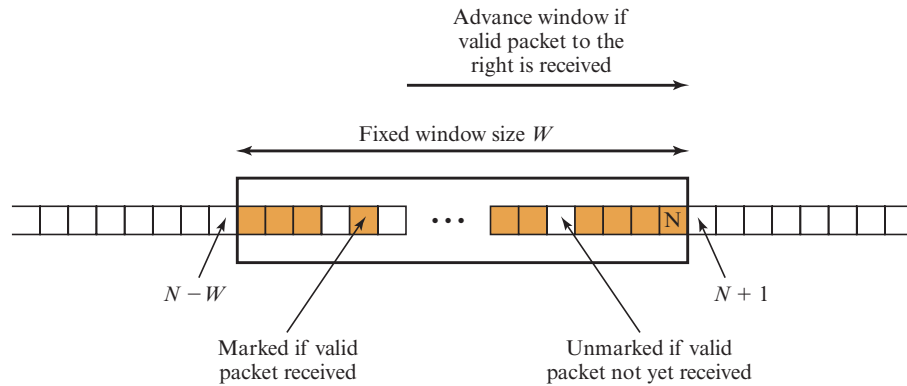 Advance window if
valid packet to the
right is received
Fixed window size W
N
N – W
N + 1
Marked if valid
packet received
Unmarked if valid
packet not yet received